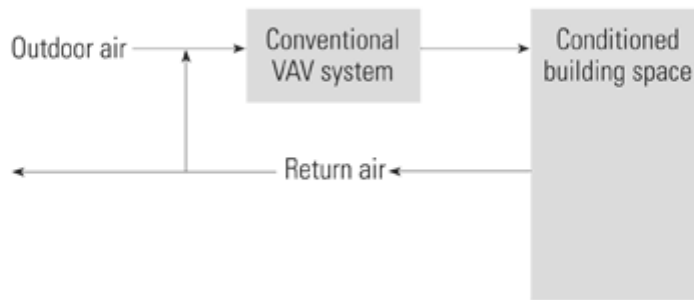 Outdoor air
Conventional
VAV system
Conditioned
building space
Return air